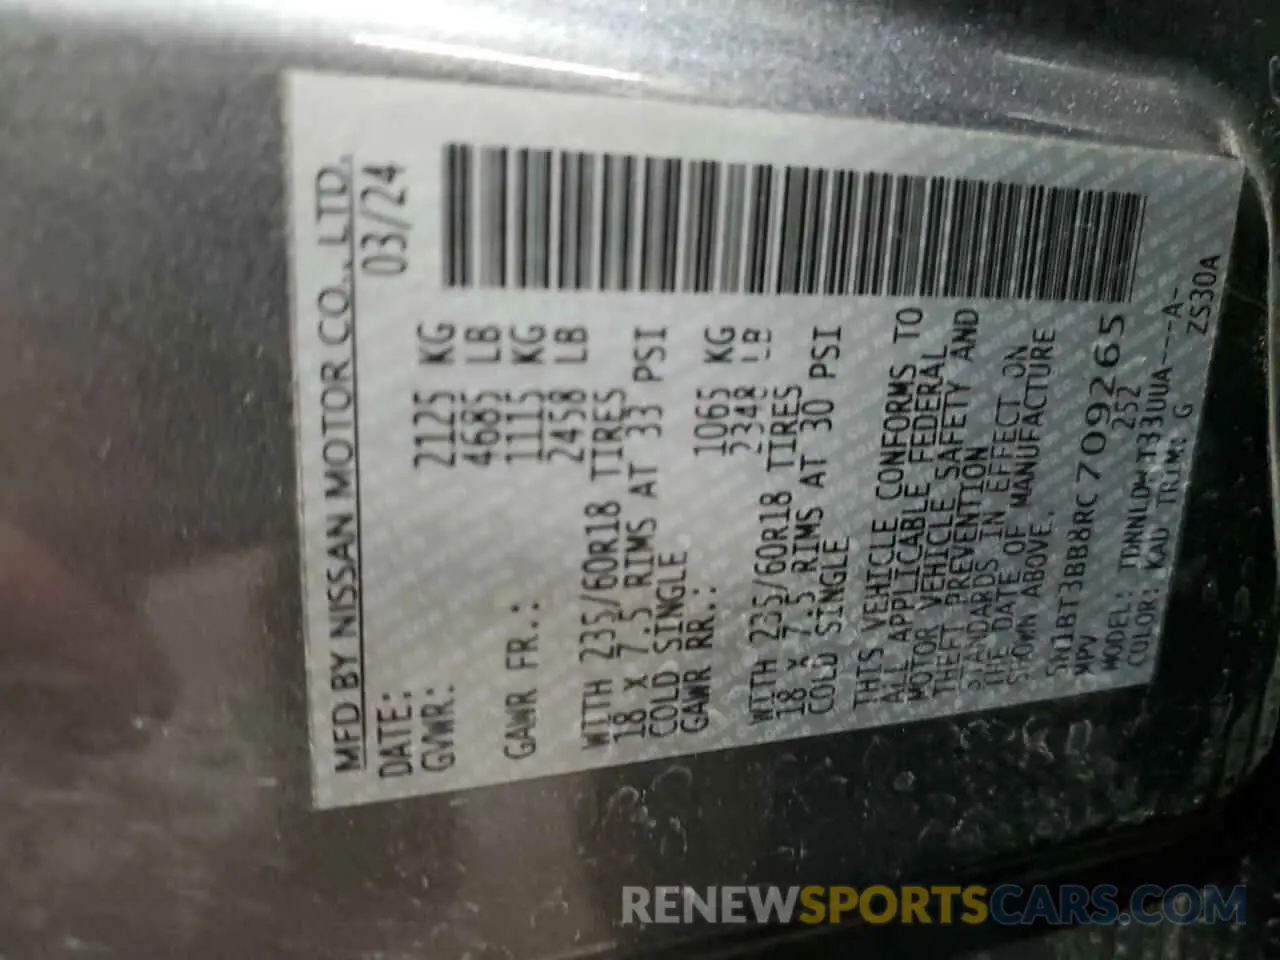 MFD BY NISSAN MOTOR CO., LTD.
DATE: 03/24
GVWR: 2125 KG
4685 LB
GAWR FR.: 1115 KG
2458 LB
WITH 235/60R18 TIRES
18 X 7.5 RIMS AT 33 PSI
COLD SINGLE
GAWR RR.: 1065 KG
2348 LB
WITH 235/60R18 TIRES
18 X 7.5 RIMS AT 30 PSI
COLD SINGLE
THIS VEHICLE CONFORMS TO
ALL APPLICABLE FEDERAL
MOTOR VEHICLE SAFETY AND
THEFT PREVENTION
STANDARDS IN EFFECT ON
THE DATE OF MANUFACTURE
SHOWN ABOVE.
5N1BT3BB8RC709265
MPV 252
MODEL: A-
COLOR: KAD TRIM: G
ZS30A
RENEWSPORTSCARS.COM